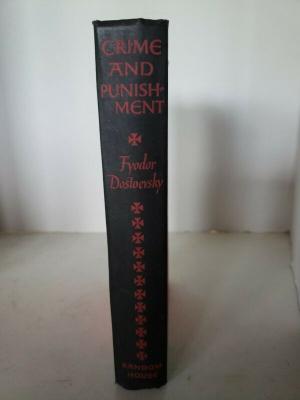 CRIME
AND
PUNISH-
MENT
Fyodor
Dostoevsky
RANDOM
HOUSE